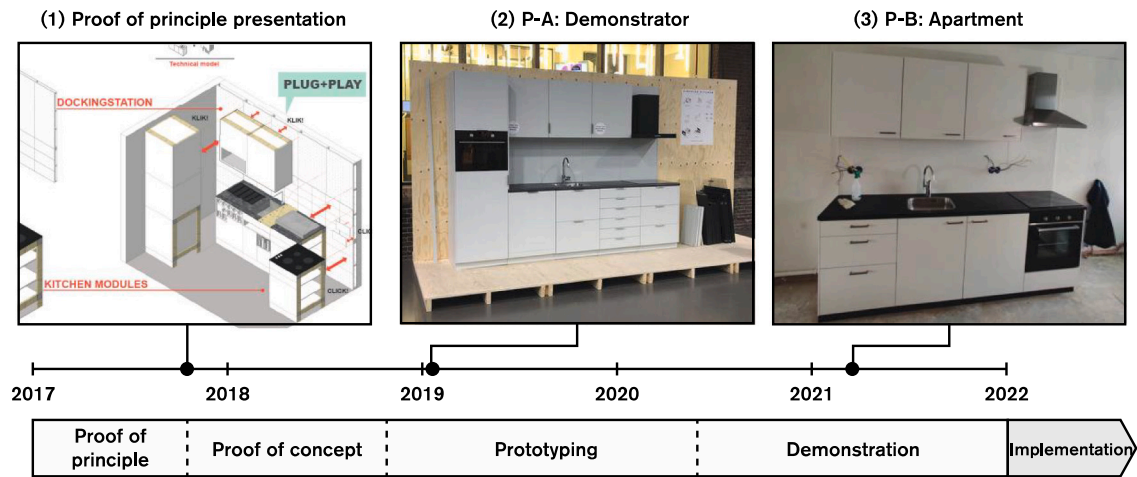 (1) Proof of principle presentation
(2) P-A: Demonstrator
(3) P-B: Apartment
Technical model
PLUG+PLAY
DOCKINGSTATION
KLIK!
KLIK!
KITCHEN MODULES
CLICK!
2017
2018
2019
2020
2021
2022
Proof of
principle
Proof of concept
Prototyping
Demonstration
Implementation